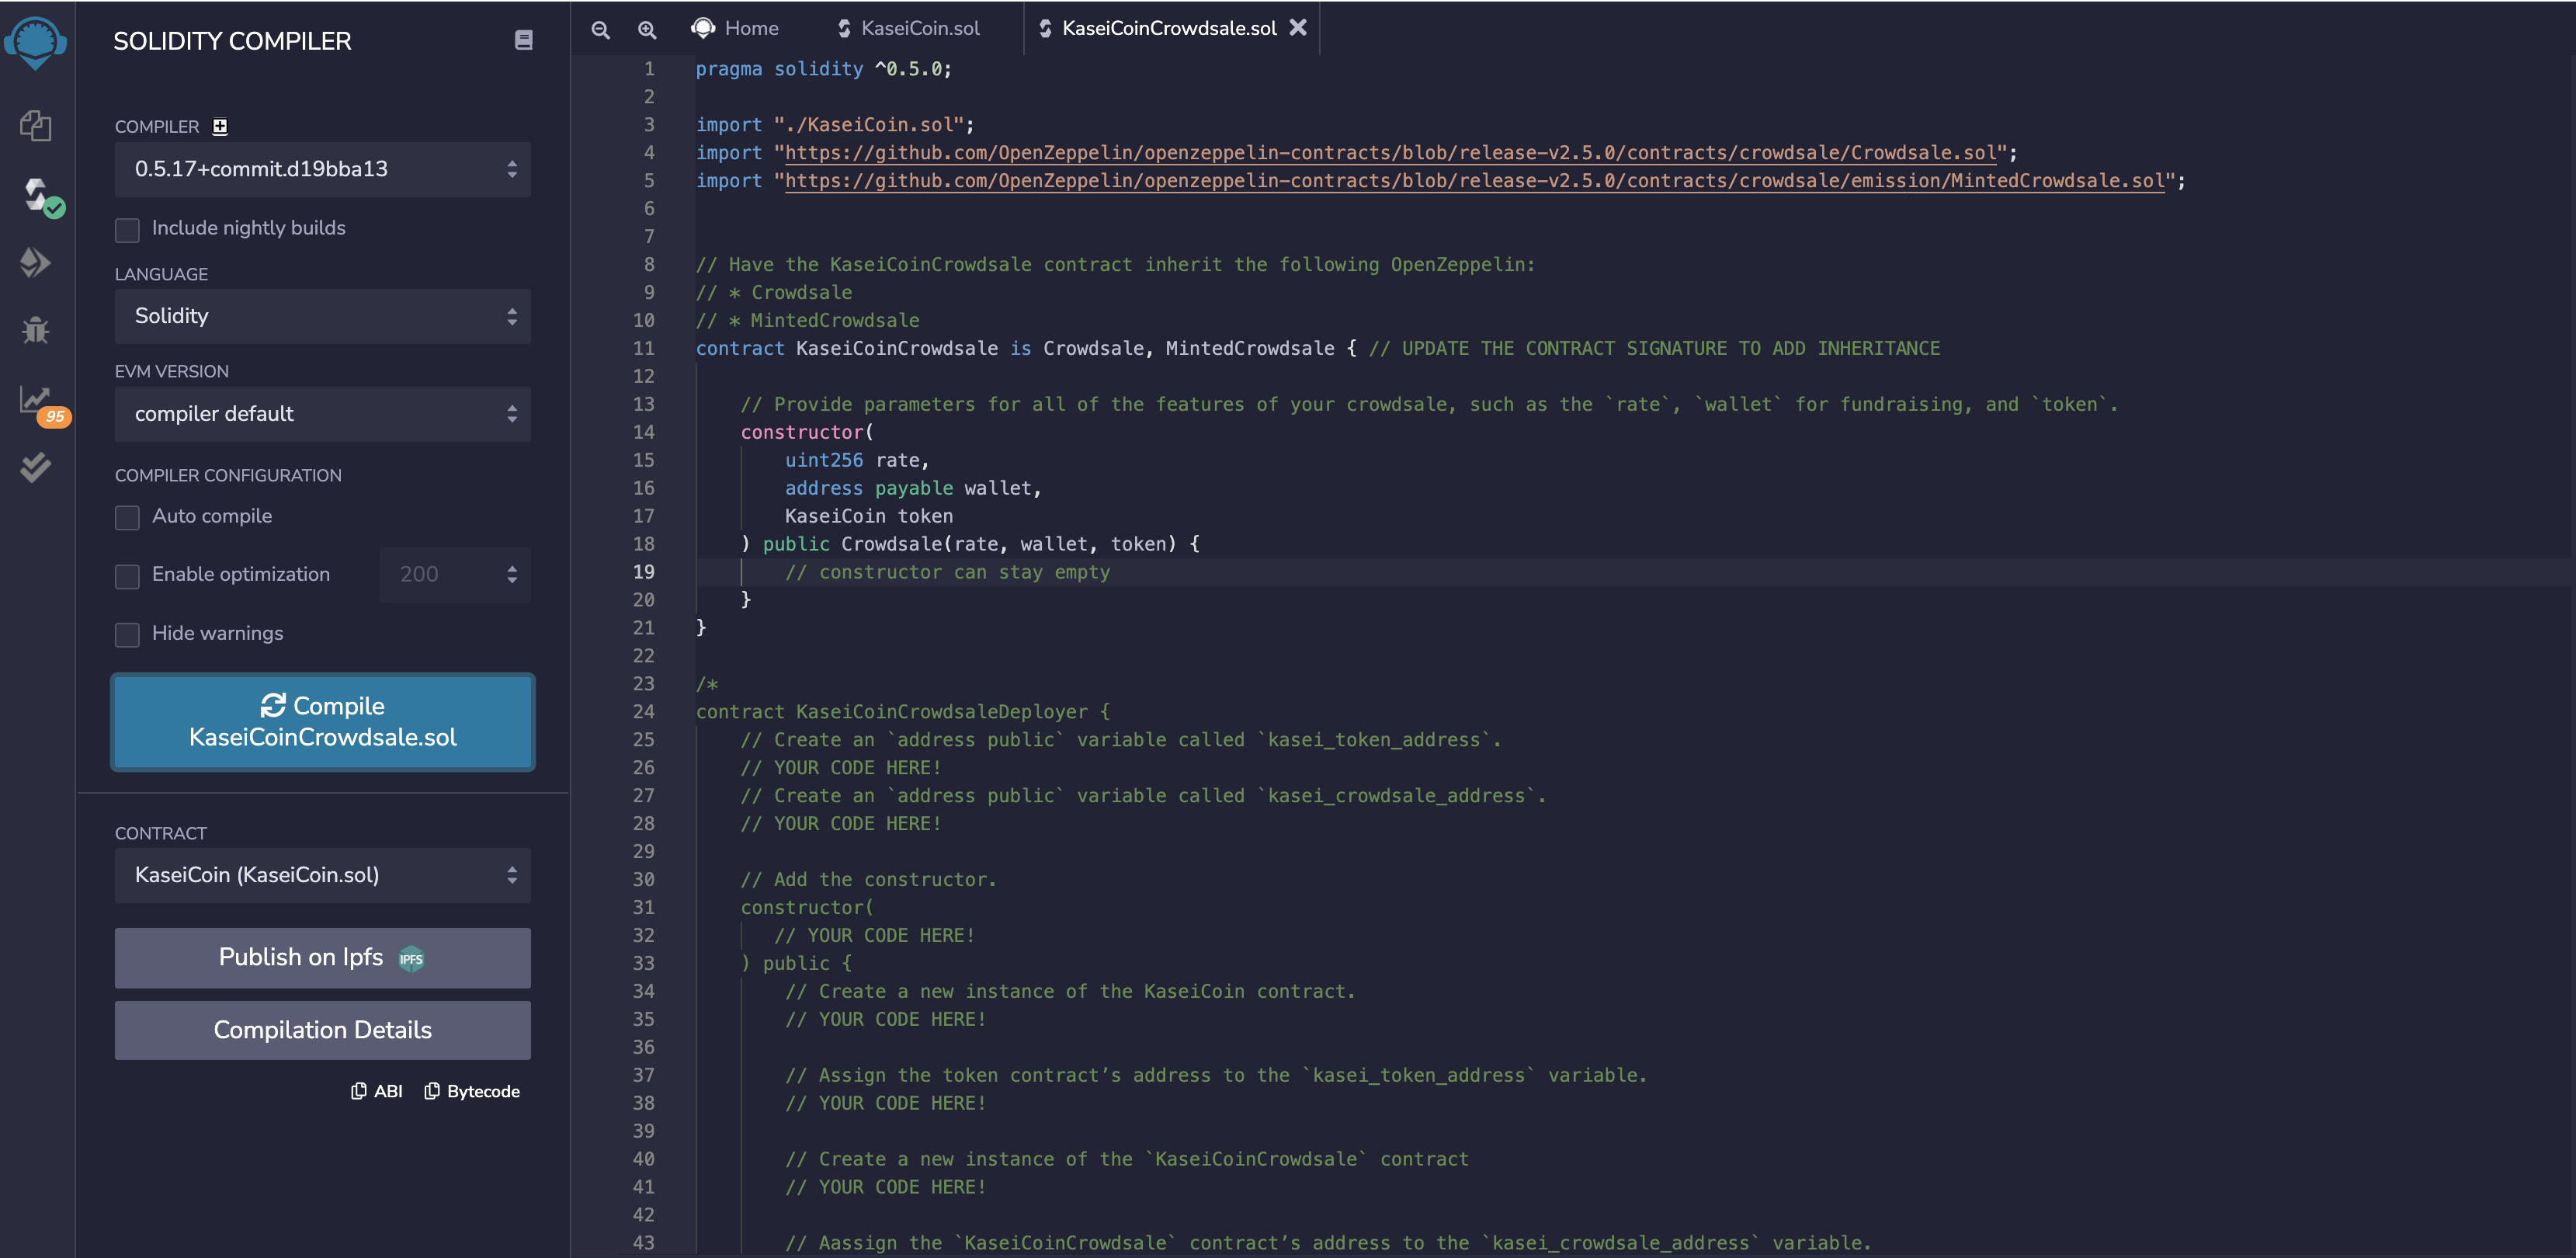 SOLIDITY COMPILER
COMPILER
0.5.17+commit.d19bba13
Include nightly builds
LANGUAGE
Solidity
EVM VERSION
compiler default
95
COMPILER CONFIGURATION
Auto compile
Enable optimization 200
Hide warnings
Compile
KaseiCoinCrowdsale.sol
CONTRACT
KaseiCoin (KaseiCoin.sol)
Publish on Ipfs IPFS
Compilation Details
ABI Bytecode
Home KaseiCoin.sol KaseiCoinCrowdsale.sol
1 pragma solidity ^0.5.0;
2
3 import "./KaseiCoin.sol";
4 import "https://github.com/OpenZeppelin/openzeppelin-contracts/blob/release-v2.5.0/contracts/crowdsale/Crowdsale.sol";
5 import "https://github.com/OpenZeppelin/openzeppelin-contracts/blob/release-v2.5.0/contracts/crowdsale/emission/MintedCrowdsale.sol";
6
7
8 // Have the KaseiCoinCrowdsale contract inherit the following OpenZeppelin:
9 // * Crowdsale
10 // * MintedCrowdsale
11 contract KaseiCoinCrowdsale is Crowdsale, MintedCrowdsale { // UPDATE THE CONTRACT SIGNATURE TO ADD INHERITANCE
12
13 // Provide parameters for all of the features of your crowdsale, such as the `rate`, `wallet` for fundraising, and `token`.
14 constructor(
15 uint256 rate,
16 address payable wallet,
17 KaseiCoin token
18 ) public Crowdsale(rate, wallet, token) {
19 // constructor can stay empty
20 }
21 }
22
23 /*
24 contract KaseiCoinCrowdsaleDeployer {
25 // Create an `address public` variable called `kasei_token_address`.
26 // YOUR CODE HERE!
27 // Create an `address public` variable called `kasei_crowdsale_address`.
28 // YOUR CODE HERE!
29
30 // Add the constructor.
31 constructor(
32 // YOUR CODE HERE!
33 ) public {
34 // Create a new instance of the KaseiCoin contract.
35 // YOUR CODE HERE!
36
37 // Assign the token contract’s address to the `kasei_token_address` variable.
38 // YOUR CODE HERE!
39
40 // Create a new instance of the `KaseiCoinCrowdsale` contract
41 // YOUR CODE HERE!
42
43 // Aassign the `KaseiCoinCrowdsale` contract’s address to the `kasei_crowdsale_address` variable.